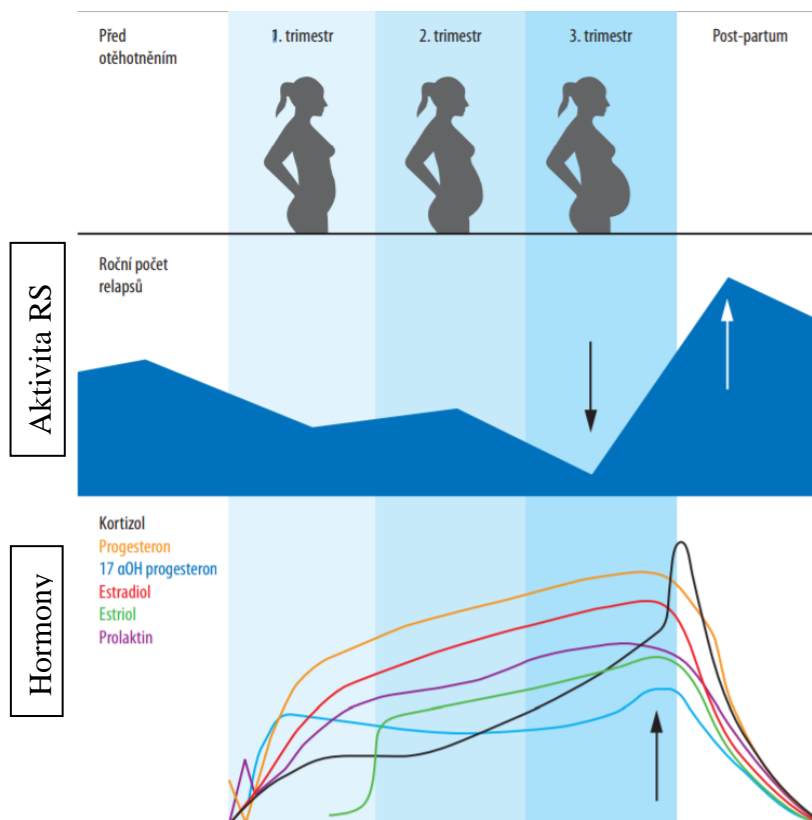 Před
otěhotněním
1. trimestr
2. trimestr
3. trimestr
Post-partum
Aktivita RS
Roční počet
relapsů
Hormony
Kortizol
Progesteron
17 αOH progesteron
Estradiol
Estriol
Prolaktin